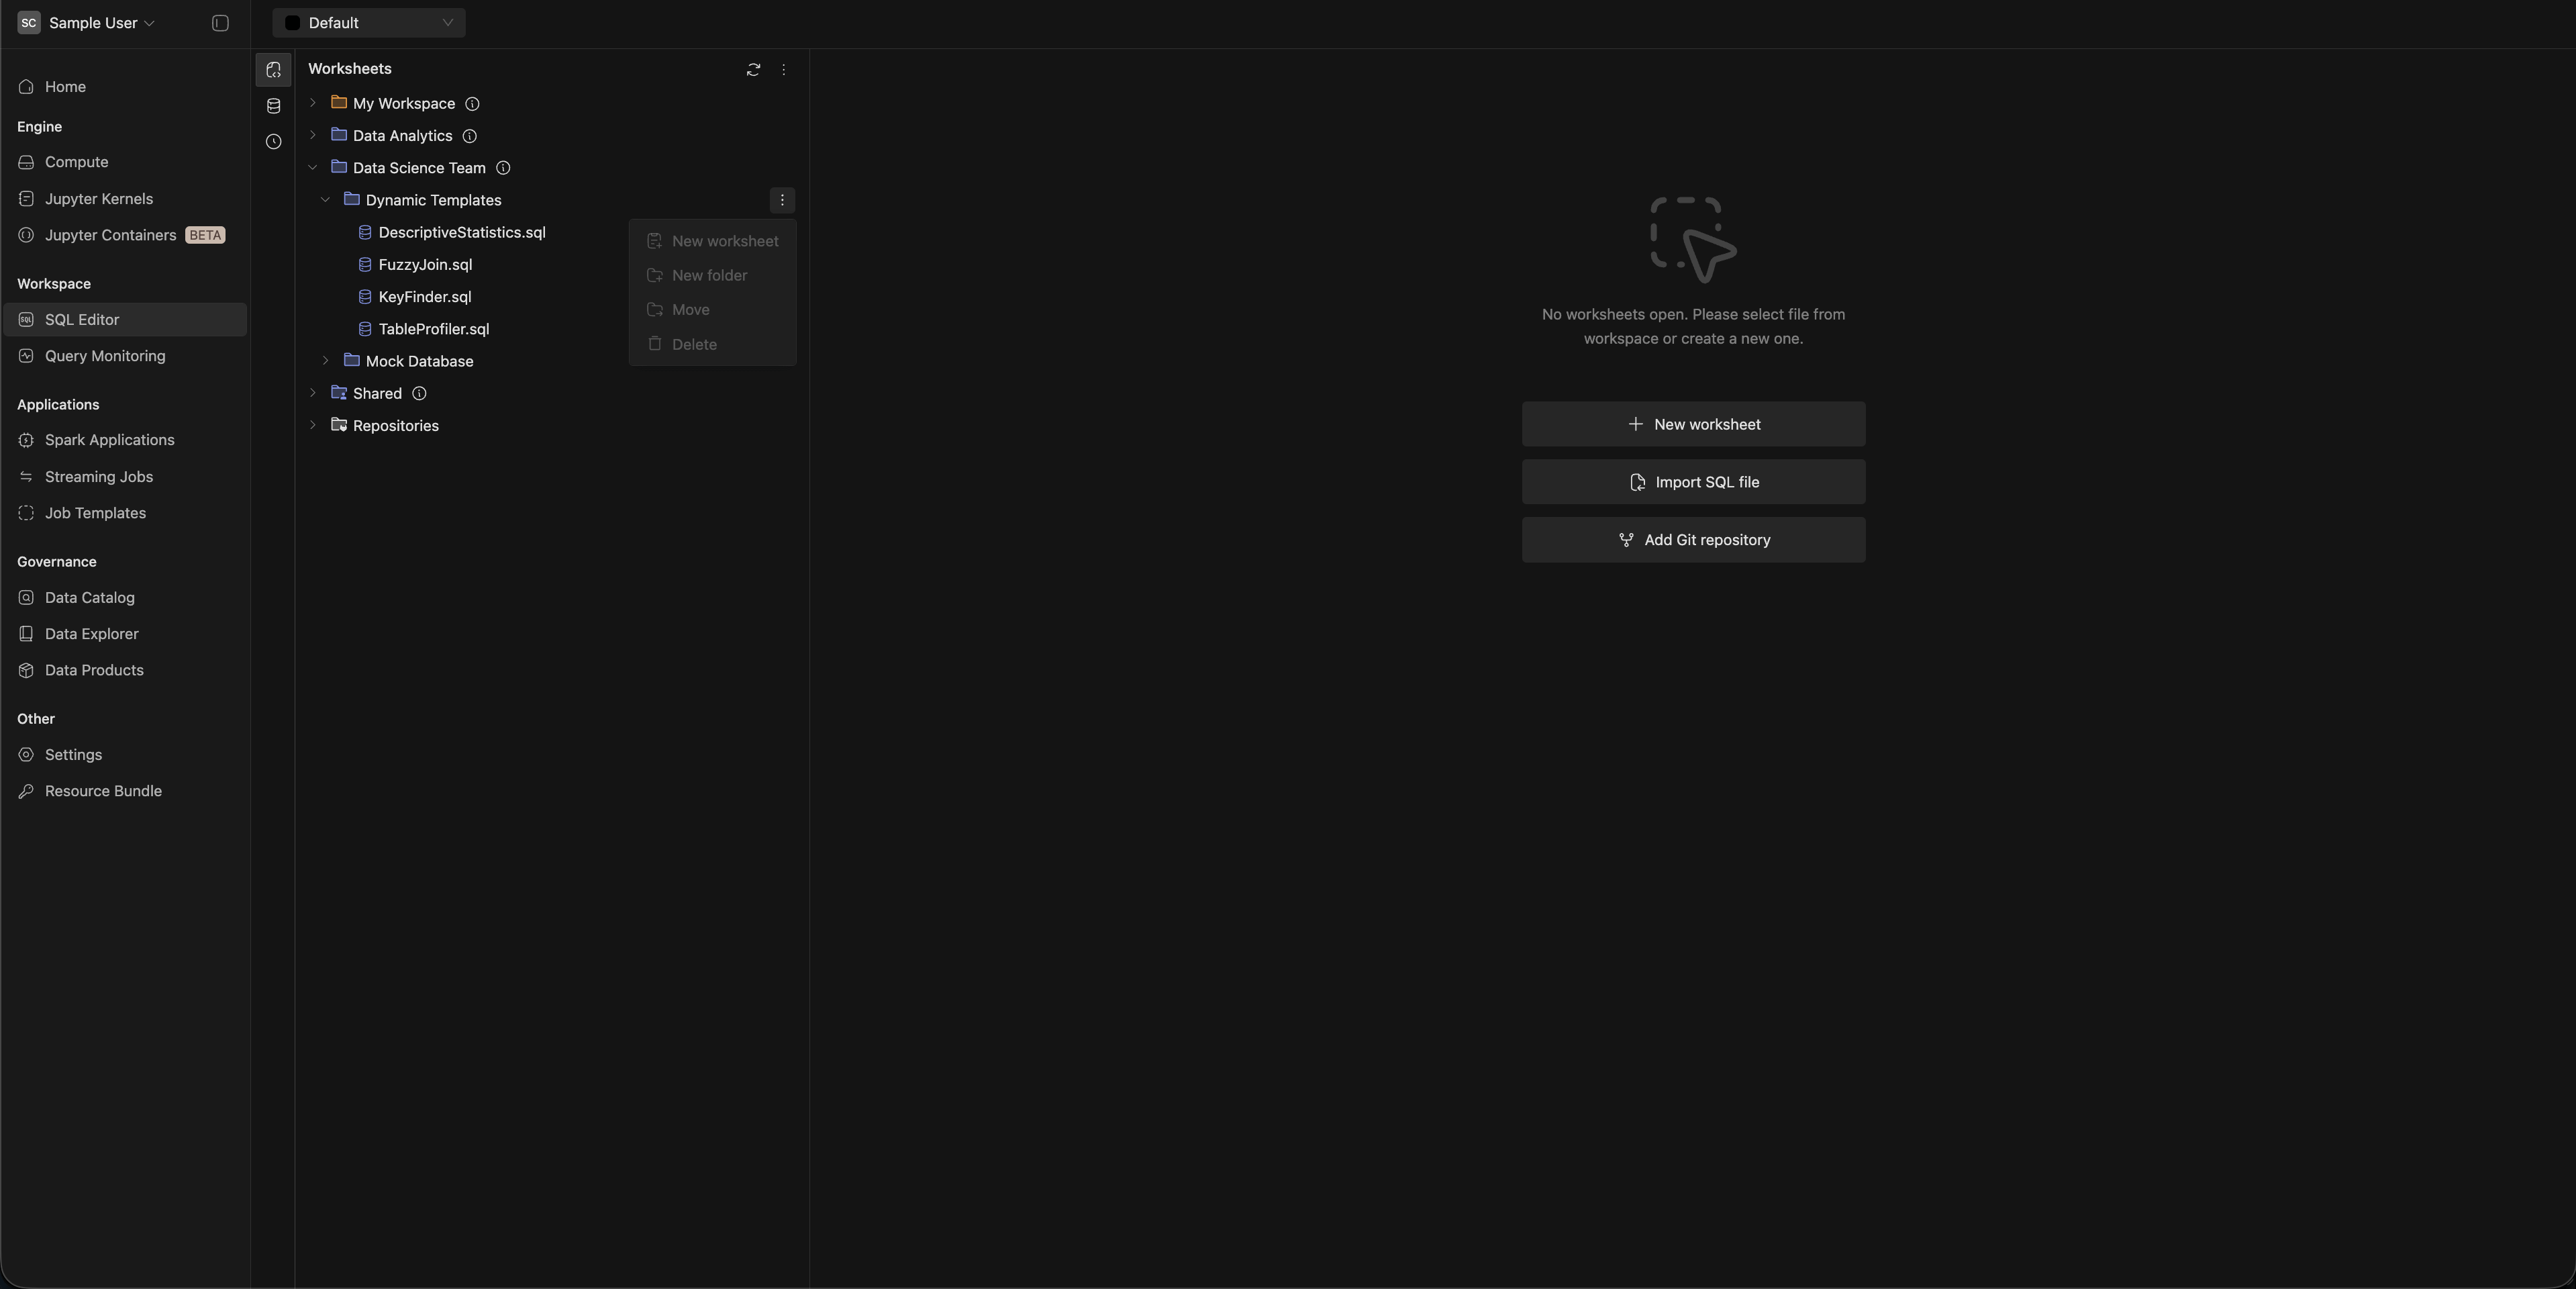 SC Sample User
Default
Home
Engine
Compute
Jupyter Kernels
Jupyter Containers BETA
Workspace
SQL SQL Editor
Query Monitoring
Applications
Spark Applications
Streaming Jobs
Job Templates
Governance
Data Catalog
Data Explorer
Data Products
Other
Settings
Resource Bundle
Worksheets
My Workspace
Data Analytics
Data Science Team
Dynamic Templates
DescriptiveStatistics.sql
FuzzyJoin.sql
KeyFinder.sql
TableProfiler.sql
Mock Database
Shared
Repositories
New worksheet
New folder
Move
Delete
No worksheets open. Please select file from
workspace or create a new one.
New worksheet
Import SQL file
Add Git repository